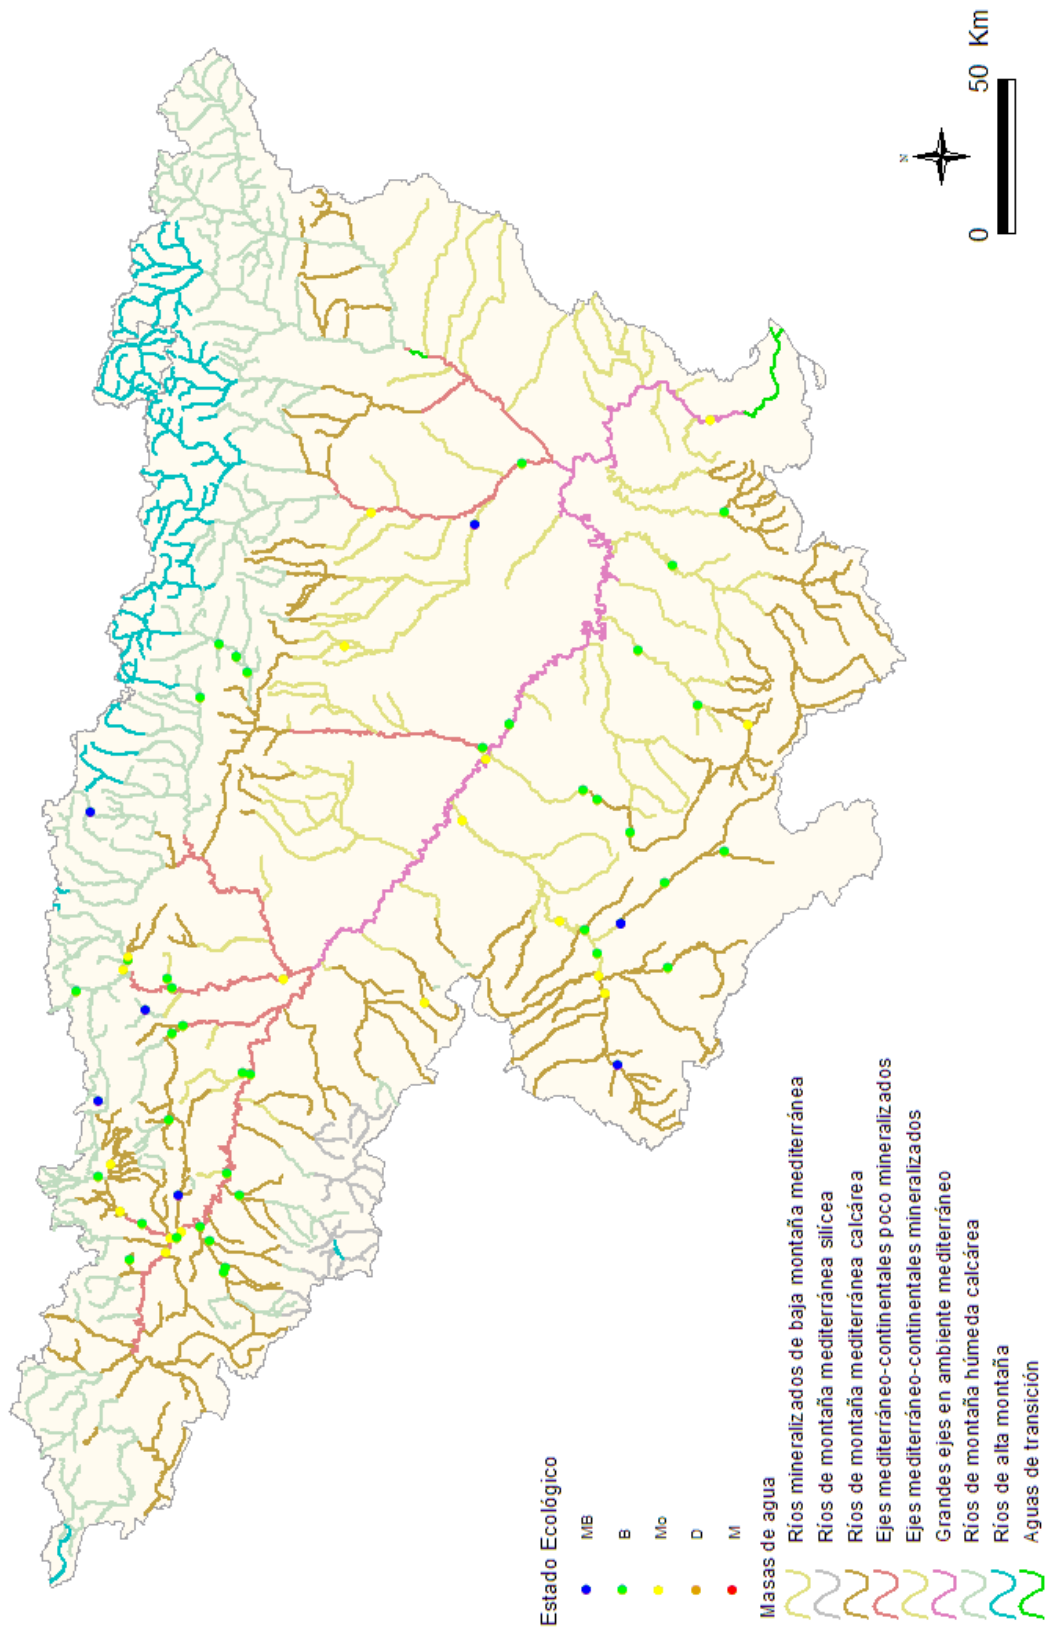 N
0 50 Km
Estado Ecológico
MB
B
Mo
D
M
Masas de agua
Ríos mineralizados de baja montaña mediterránea
Ríos de montaña mediterránea silícea
Ríos de montaña mediterránea calcárea
Ejes mediterráneo-continentales poco mineralizados
Ejes mediterráneo-continentales mineralizados
Grandes ejes en ambiente mediterráneo
Ríos de montaña húmeda calcárea
Ríos de alta montaña
Aguas de transición